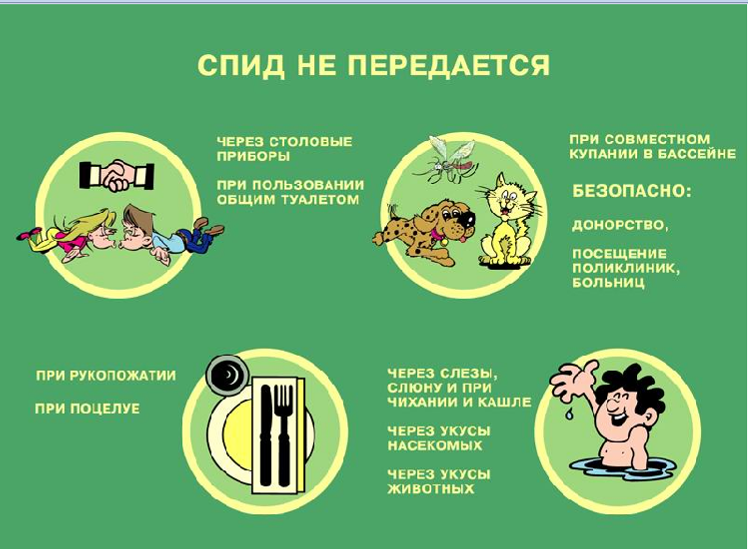 СПИД НЕ ПЕРЕДАЕТСЯ
ЧЕРЕЗ СТОЛОВЫЕ
ПРИБОРЫ
ПРИ ПОЛЬЗОВАНИИ
ОБЩИМ ТУАЛЕТОМ
ПРИ СОВМЕСТНОМ
КУПАНИИ В БАССЕЙНЕ
БЕЗОПАСНО:
ДОНОРСТВО,
ПОСЕЩЕНИЕ
ПОЛИКЛИНИК,
БОЛЬНИЦ
ПРИ РУКОПОЖАТИИ
ПРИ ПОЦЕЛУЕ
ЧЕРЕЗ СЛЕЗЫ,
СЛЮНУ И ПРИ
ЧИХАНИИ И КАШЛЕ
ЧЕРЕЗ УКУСЫ
НАСЕКОМЫХ
ЧЕРЕЗ УКУСЫ
ЖИВОТНЫХ